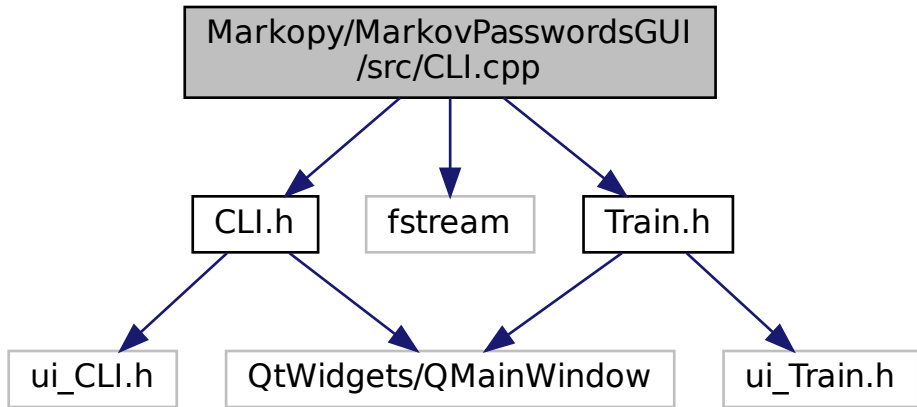 Markopy/MarkovPasswordsGUI
/src/CLI.cpp
CLI.h
fstream
Train.h
ui_CLI.h
QtWidgets/QMainWindow
ui_Train.h